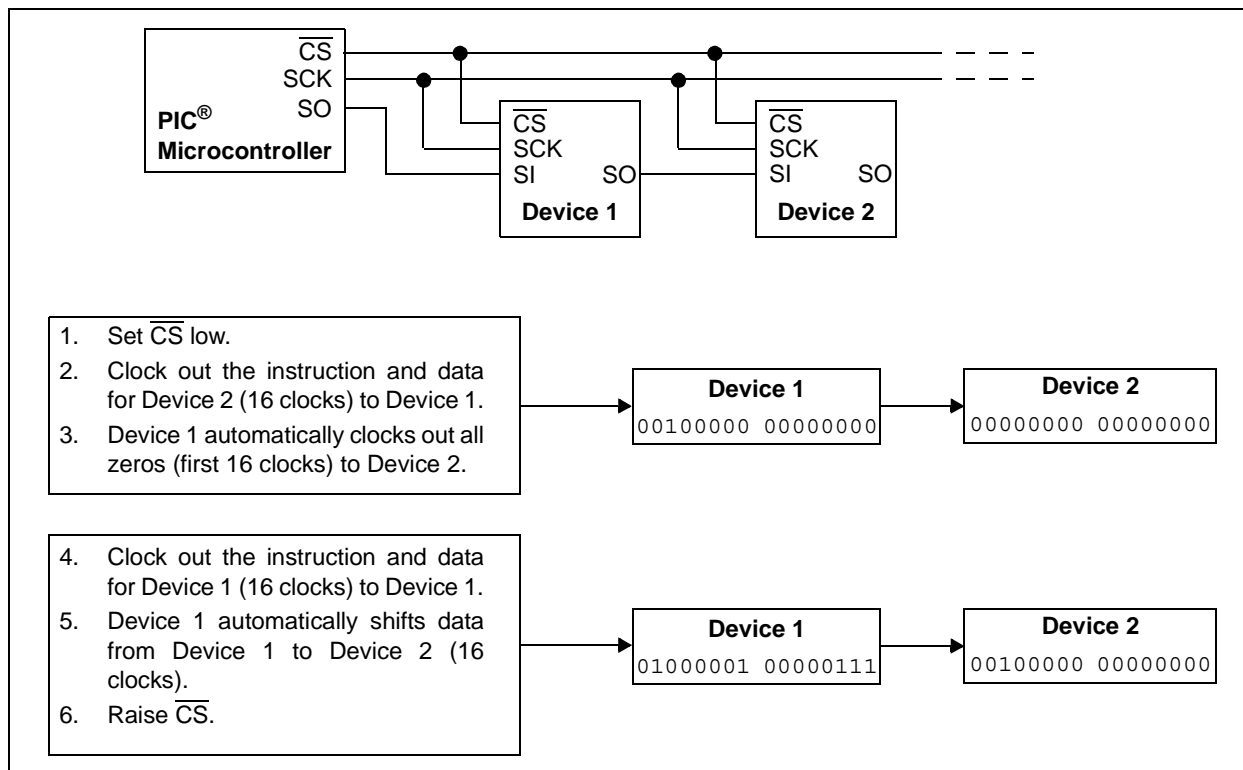 CS
SCK
SO
PIC®
Microcontroller
CS
SCK
SI SO
Device 1
CS
SCK
SI SO
Device 2
1. Set CS low.
2. Clock out the instruction and data
for Device 2 (16 clocks) to Device 1.
3. Device 1 automatically clocks out all
zeros (first 16 clocks) to Device 2.
Device 1
00100000 00000000
Device 2
00000000 00000000
4. Clock out the instruction and data
for Device 1 (16 clocks) to Device 1.
5. Device 1 automatically shifts data
from Device 1 to Device 2 (16
clocks).
6. Raise CS.
Device 1
01000001 00000111
Device 2
00100000 00000000